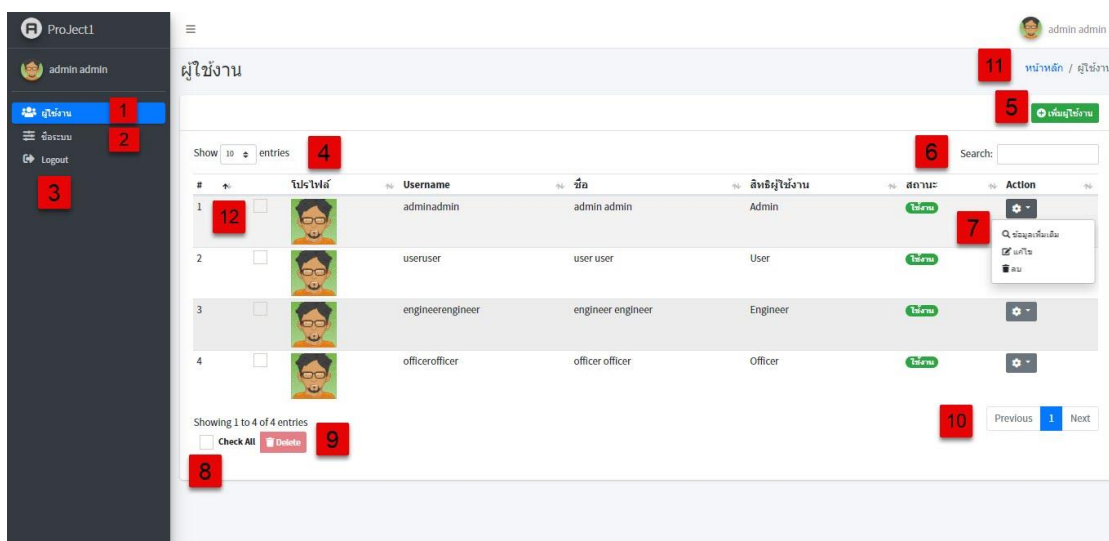 ProJect1
admin admin
admin admin
ผู้ใช้งาน
11
หน้าหลัก / ผู้ใช้งาน
ผู้ใช้งาน 1
ชื่อระบบ 2
Logout
3
5 เพิ่มผู้ใช้งาน
Show 10 entries 4
6 Search:
# โปรไฟล์ Username ชื่อ สิทธิผู้ใช้งาน สถานะ Action
1 12 adminadmin admin admin Admin ใช้งาน
7
ข้อมูลเพิ่มเติม
แก้ไข
ลบ
2 useruser user user User ใช้งาน
3 engineerengineer engineer engineer Engineer ใช้งาน
4 officerofficer officer officer Officer ใช้งาน
Showing 1 to 4 of 4 entries
10 Previous 1 Next
Check All Delete 9
8